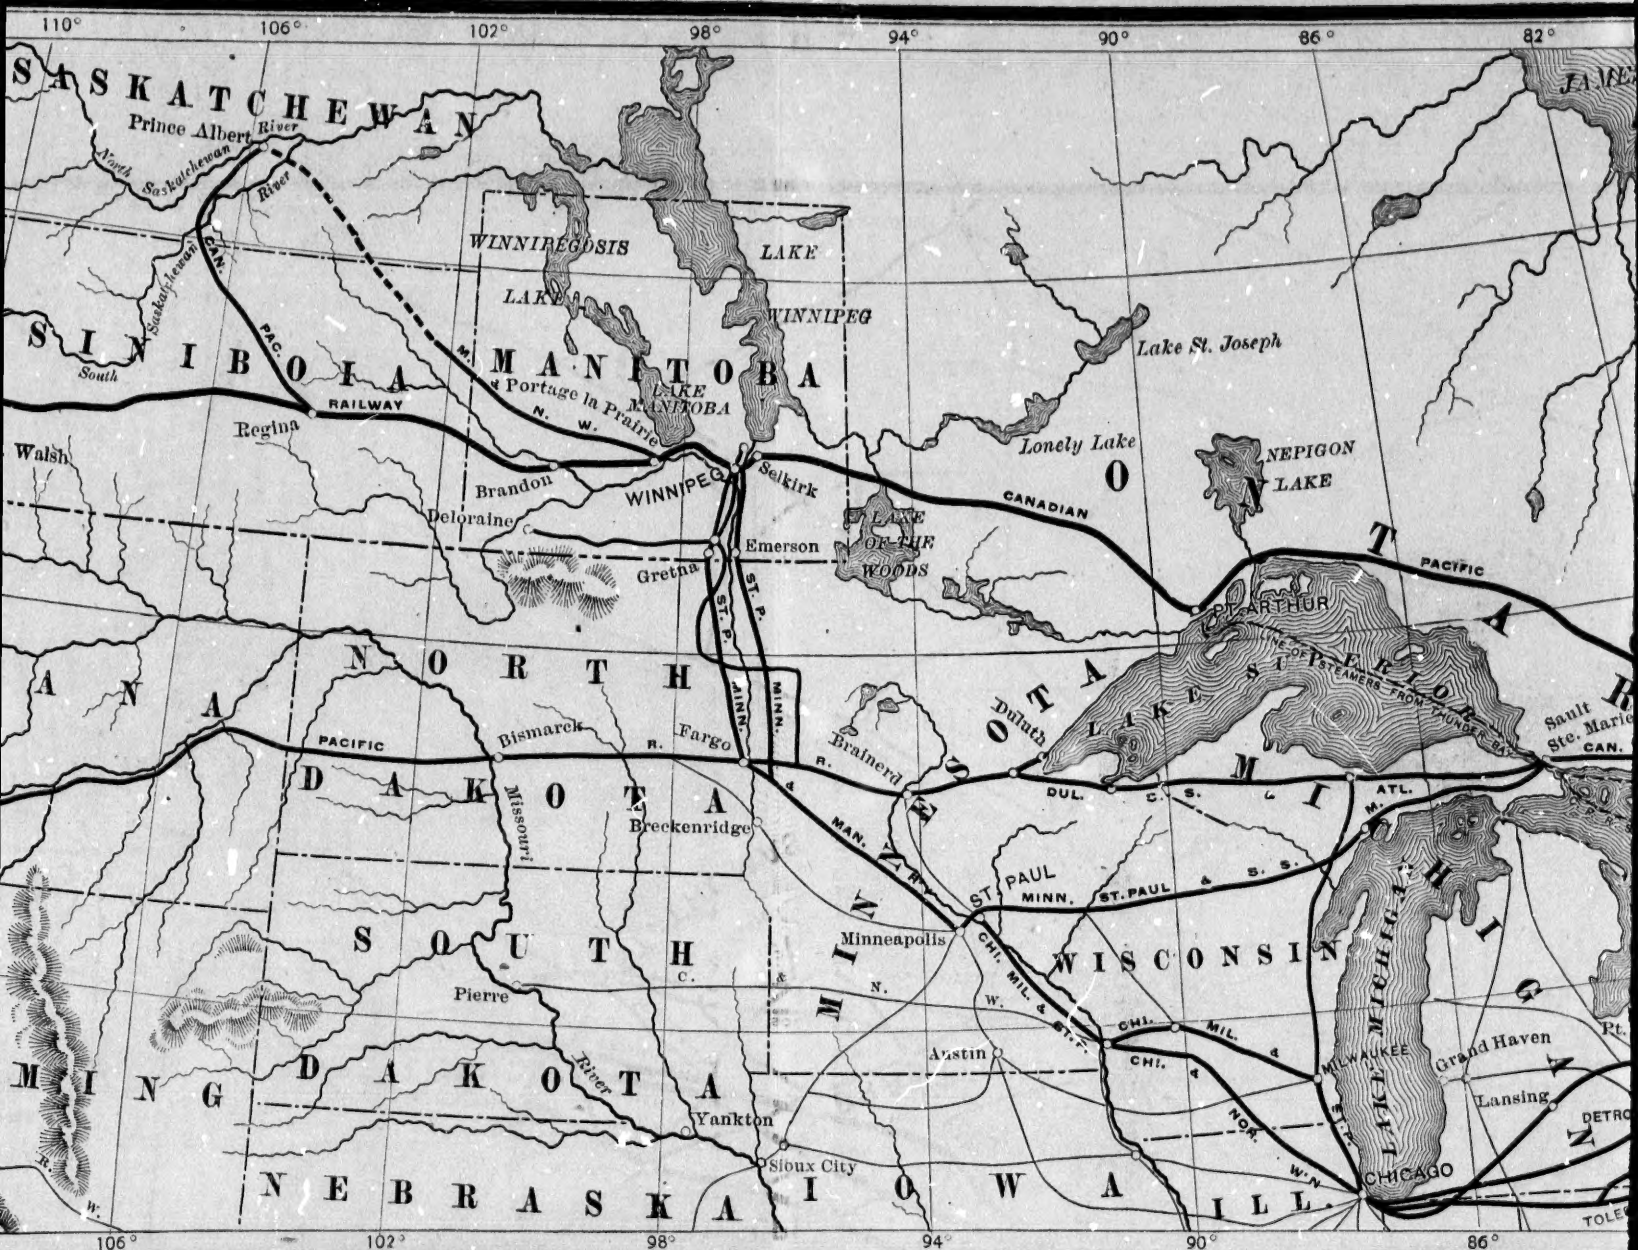 110° 106° 102° 98° 94° 90° 86° 82°
SASKATCHEWAN
JAMES
Prince Albert
River
North
Saskatchewan
River
CAN.
Saskatchewan
WINNIPEGOSIS
LAKE
LAKE
WINNIPEG
Lake St. Joseph
SINIBOIA
South
PAC.
MANITOBA
M.
&
Portage la Prairie
LAKE
MANITOBA
N.
W.
RAILWAY
Regina
Lonely Lake
NEPIGON
LAKE
Walsh
Brandon
WINNIPEG
Selkirk
CANADIAN
ONTAR
Deloraine
LAKE
OF THE
WOODS
Emerson
Gretna
PACIFIC
ST. P.
ST. P.
PT. ARTHUR
LINE OF STEAMERS FROM THUNDER BAY
LAKE SUPERIOR
NORTH
ANA
MINN.
MINN.
Duluth
Sault
Ste. Marie
CAN.
PACIFIC
Bismarck
R.
Fargo
R.
Brainerd
DAKOTA
&
DUL.
S. S.
&
ATL.
Missouri
Breckenridge
MAN.
RY.
M.
MINNESOTA
ST. PAUL
MINN.
ST. PAUL
&
S. S.
MICHIGAN
Minneapolis
SOUTH
WISCONSIN
CHI. MIL. & ST. P.
Pierre
C.
&
N.
W.
CHI.
MIL.
&
Pt.
Austin
CHI.
&
MILWAUKEE
Grand Haven
LAKE MICHIGAN
MING
DAKOTA
River
Yankton
NOR.
ST. P.
Lansing
DETRO
Sioux City
W'N
CHICAGO
R.
W.
NEBRASKA
IOWA
ILL.
TOLE
106° 102° 98° 94° 90° 86°